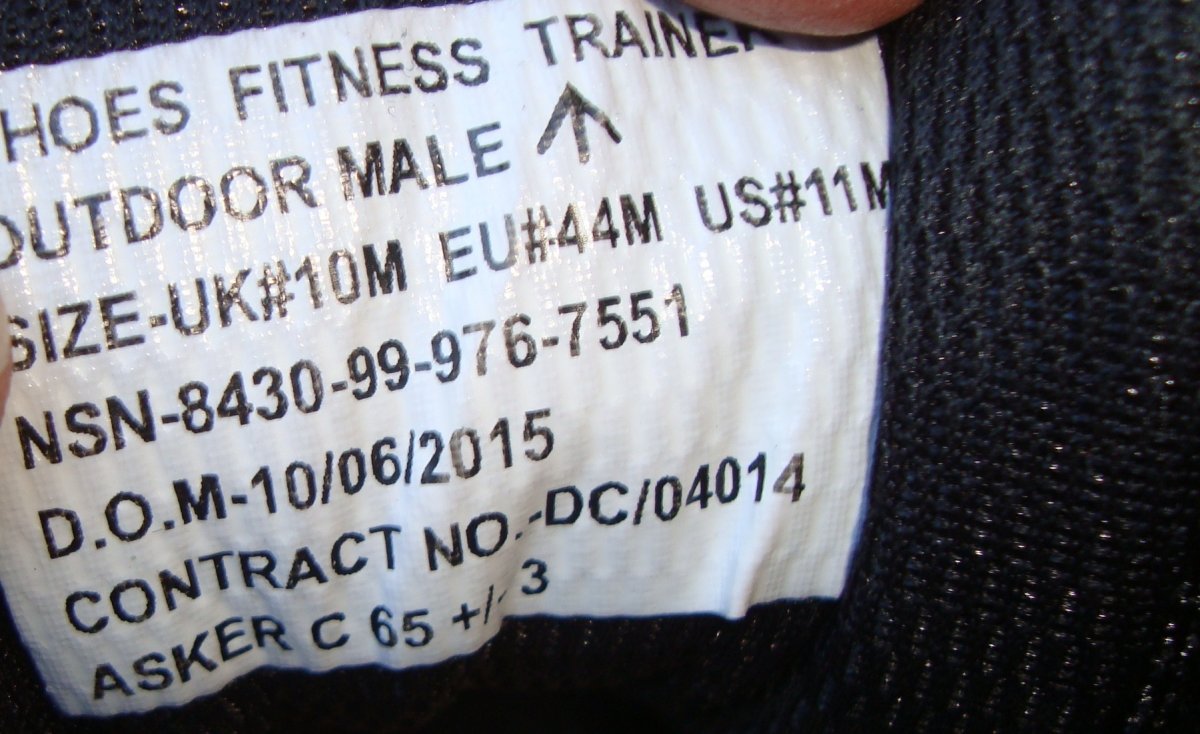 HOES FITNESS TRAINER
OUTDOOR MALE
SIZE-UK#10M EU#44M US#11M
NSN-8430-99-976-7551
D.O.M-10/06/2015
CONTRACT NO.-DC/04014
ASKER C 65 +/- 3